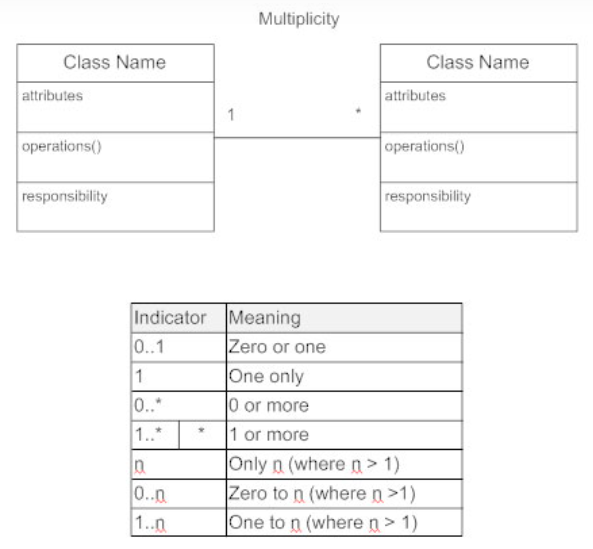 Multiplicity
Class Name
attributes
operations()
responsibility
1 *
Class Name
attributes
operations()
responsibility
Indicator Meaning
0..1 Zero or one
1 One only
0..* 0 or more
1..* * 1 or more
n Only n (where n > 1)
0..n Zero to n (where n >1)
1..n One to n (where n > 1)